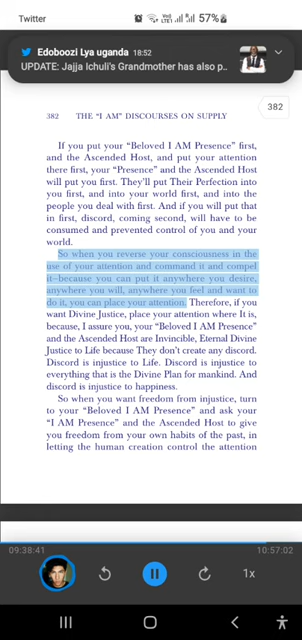 Twitter
57%
Edoboozi Lya uganda 18:52
UPDATE: Jajja Ichuli's Grandmother has also p..
382
382 THE "I AM" DISCOURSES ON SUPPLY
If you put your "Beloved I AM Presence" first,
and the Ascended Host, and put your attention
there first, your "Presence" and the Ascended Host
will put you first. They'll put Their Perfection into
you first, and into your world first, and into the
people you deal with first. And if you will put that
in first, discord, coming second, will have to be
consumed and prevented control of you and your
world.
So when you reverse your consciousness in the
use of your attention and command it and compel
it—because you can put it anywhere you desire,
anywhere you will, anywhere you feel and want to
do it, you can place your attention. Therefore, if you
want Divine Justice, place your attention where It is,
because, I assure you, your "Beloved I AM Presence"
and the Ascended Host are Invincible, Eternal Divine
Justice to Life because They don't create any discord.
Discord is injustice to Life. Discord is injustice to
everything that is the Divine Plan for mankind. And
discord is injustice to happiness.
So when you want freedom from injustice, turn
to your "Beloved I AM Presence" and ask your
"I AM Presence" and the Ascended Host to give
you freedom from your own habits of the past, in
letting the human creation control the attention
09:38:41 10:57:02
1x